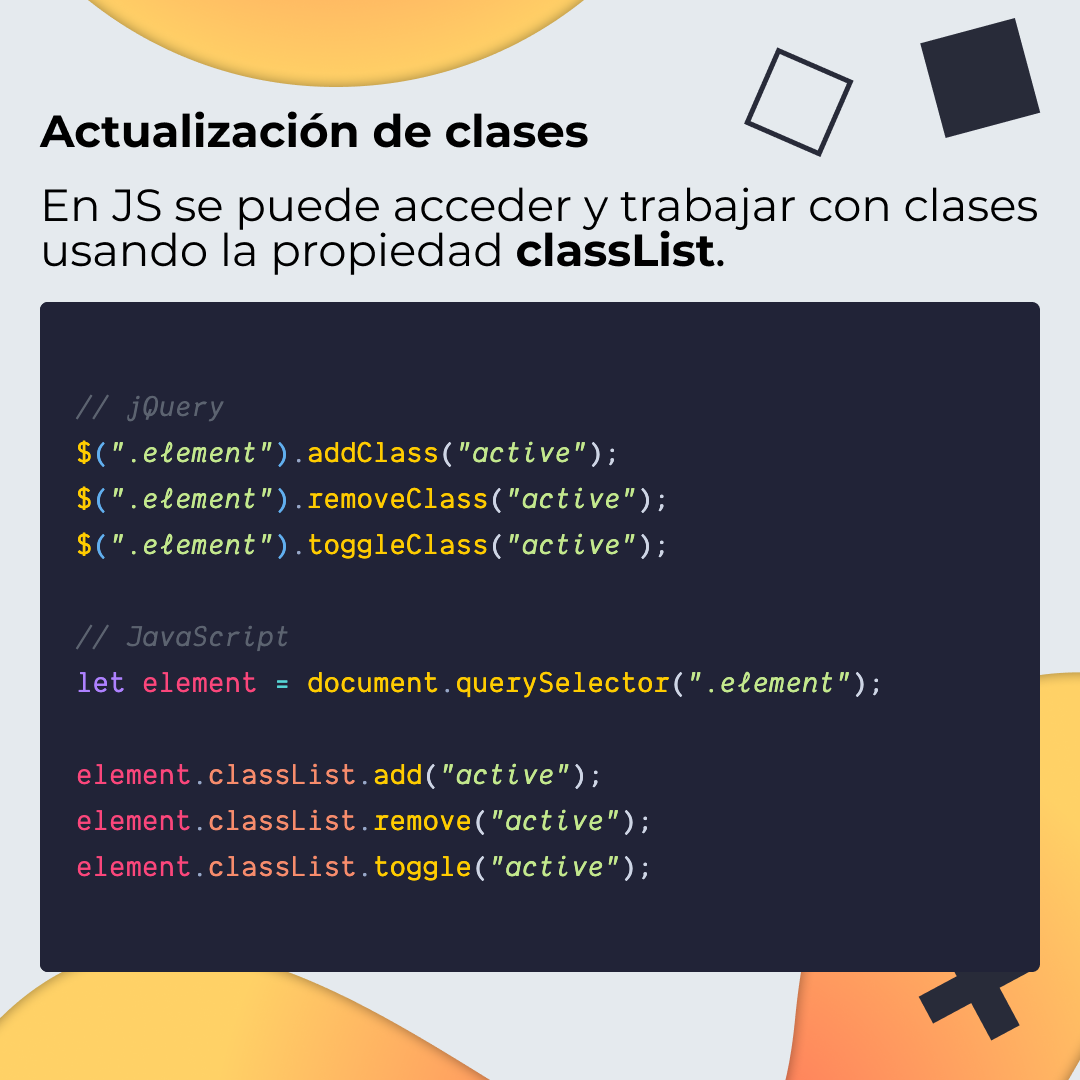 Actualización de clases
En JS se puede acceder y trabajar con clases
usando la propiedad classList.
// jQuery
$(".element").addClass("active");
$(".element").removeClass("active");
$(".element").toggleClass("active");
// JavaScript
let element = document.querySelector(".element");
element.classList.add("active");
element.classList.remove("active");
element.classList.toggle("active");